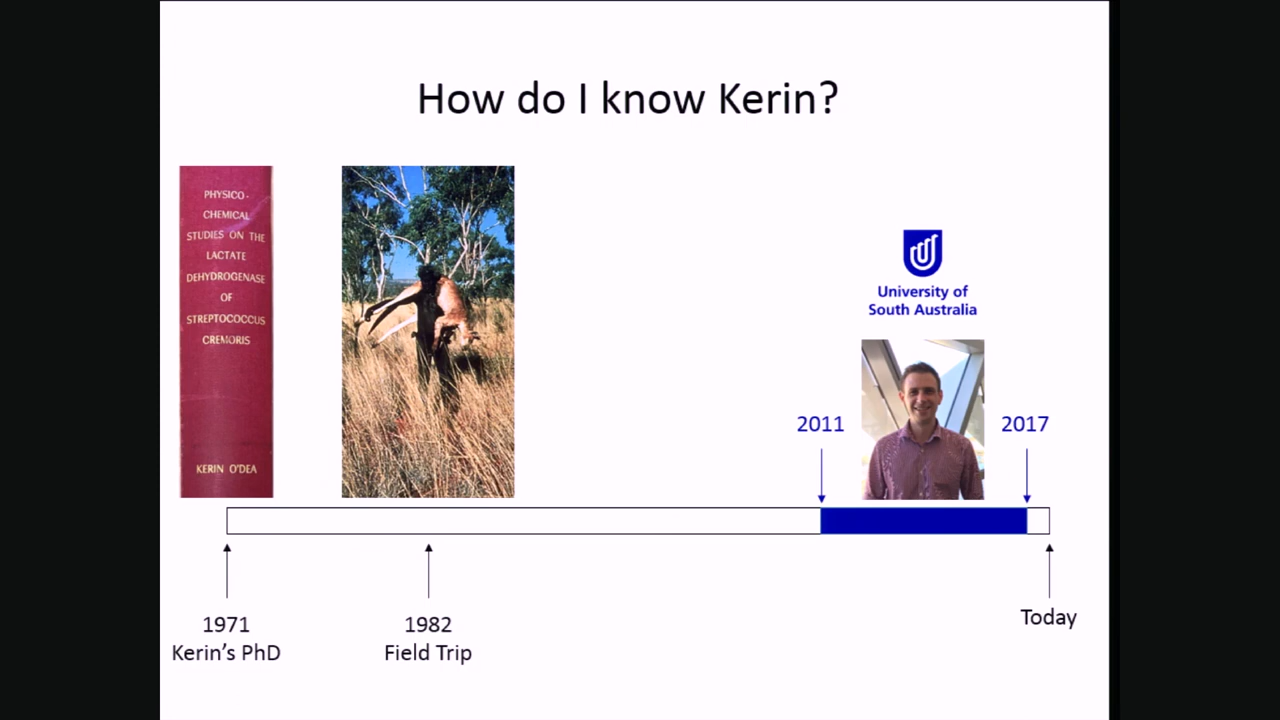 How do I know Kerin?
PHYSICO-
CHEMICAL
STUDIES ON THE
LACTATE
DEHYDROGENASE
OF
STREPTOCOCCUS
CREMORIS
KERIN O'DEA
University of
South Australia
2011
2017
1971
Kerin’s PhD
1982
Field Trip
Today